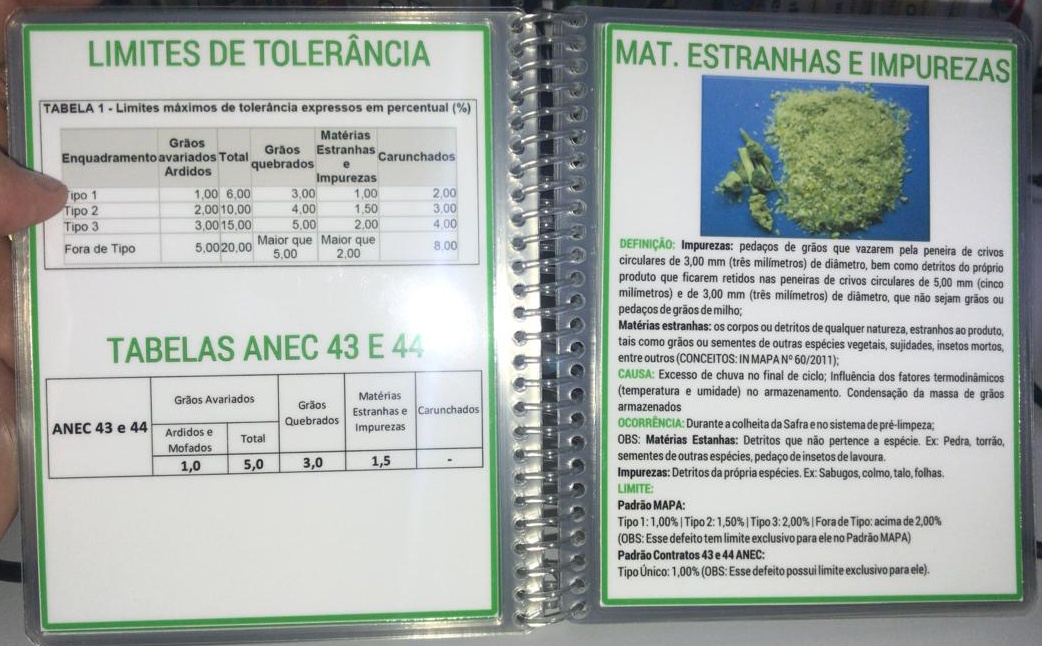 LIMITES DE TOLERÂNCIA
TABELA 1 - Limites máximos de tolerância expressos em percentual (%)
Enquadramento Grãos avariados Ardidos Total Grãos quebrados Matérias Estranhas e Impurezas Carunchados
Tipo 1 1,00 6,00 3,00 1,00 2,00
Tipo 2 2,00 10,00 4,00 1,50 3,00
Tipo 3 3,00 15,00 5,00 2,00 4,00
Fora de Tipo 5,00 20,00 Maior que 5,00 Maior que 2,00 8,00
TABELAS ANEC 43 E 44
ANEC 43 e 44 Grãos Avariados Grãos Quebrados Matérias Estranhas e Impurezas Carunchados
Ardidos e Mofados Total
1,0 5,0 3,0 1,5 -
MAT. ESTRANHAS E IMPUREZAS
DEFINIÇÃO: Impurezas: pedaços de grãos que vazarem pela peneira de crivos
circulares de 3,00 mm (três milímetros) de diâmetro, bem como detritos do próprio
produto que ficarem retidos nas peneiras de crivos circulares de 5,00 mm (cinco
milímetros) e de 3,00 mm (três milímetros) de diâmetro, que não sejam grãos ou
pedaços de grãos de milho;
Matérias estranhas: os corpos ou detritos de qualquer natureza, estranhos ao produto,
tais como grãos ou sementes de outras espécies vegetais, sujidades, insetos mortos,
entre outros (CONCEITOS: IN MAPA Nº 60/2011);
CAUSA: Excesso de chuva no final de ciclo; Influência dos fatores termodinâmicos
(temperatura e umidade) no armazenamento. Condensação da massa de grãos
armazenados
OCORRÊNCIA: Durante a colheita da Safra e no sistema de pré-limpeza;
OBS: Matérias Estanhas: Detritos que não pertence a espécie. Ex: Pedra, torrão,
sementes de outras espécies, pedaço de insetos de lavoura.
Impurezas: Detritos da própria espécies. Ex: Sabugos, colmo, talo, folhas.
LIMITE:
Padrão MAPA:
Tipo 1: 1,00% | Tipo 2: 1,50% | Tipo 3: 2,00% | Fora de Tipo: acima de 2,00%
(OBS: Esse defeito tem limite exclusivo para ele no Padrão MAPA)
Padrão Contratos 43 e 44 ANEC:
Tipo Único: 1,00% (OBS: Esse defeito possui limite exclusivo para ele).